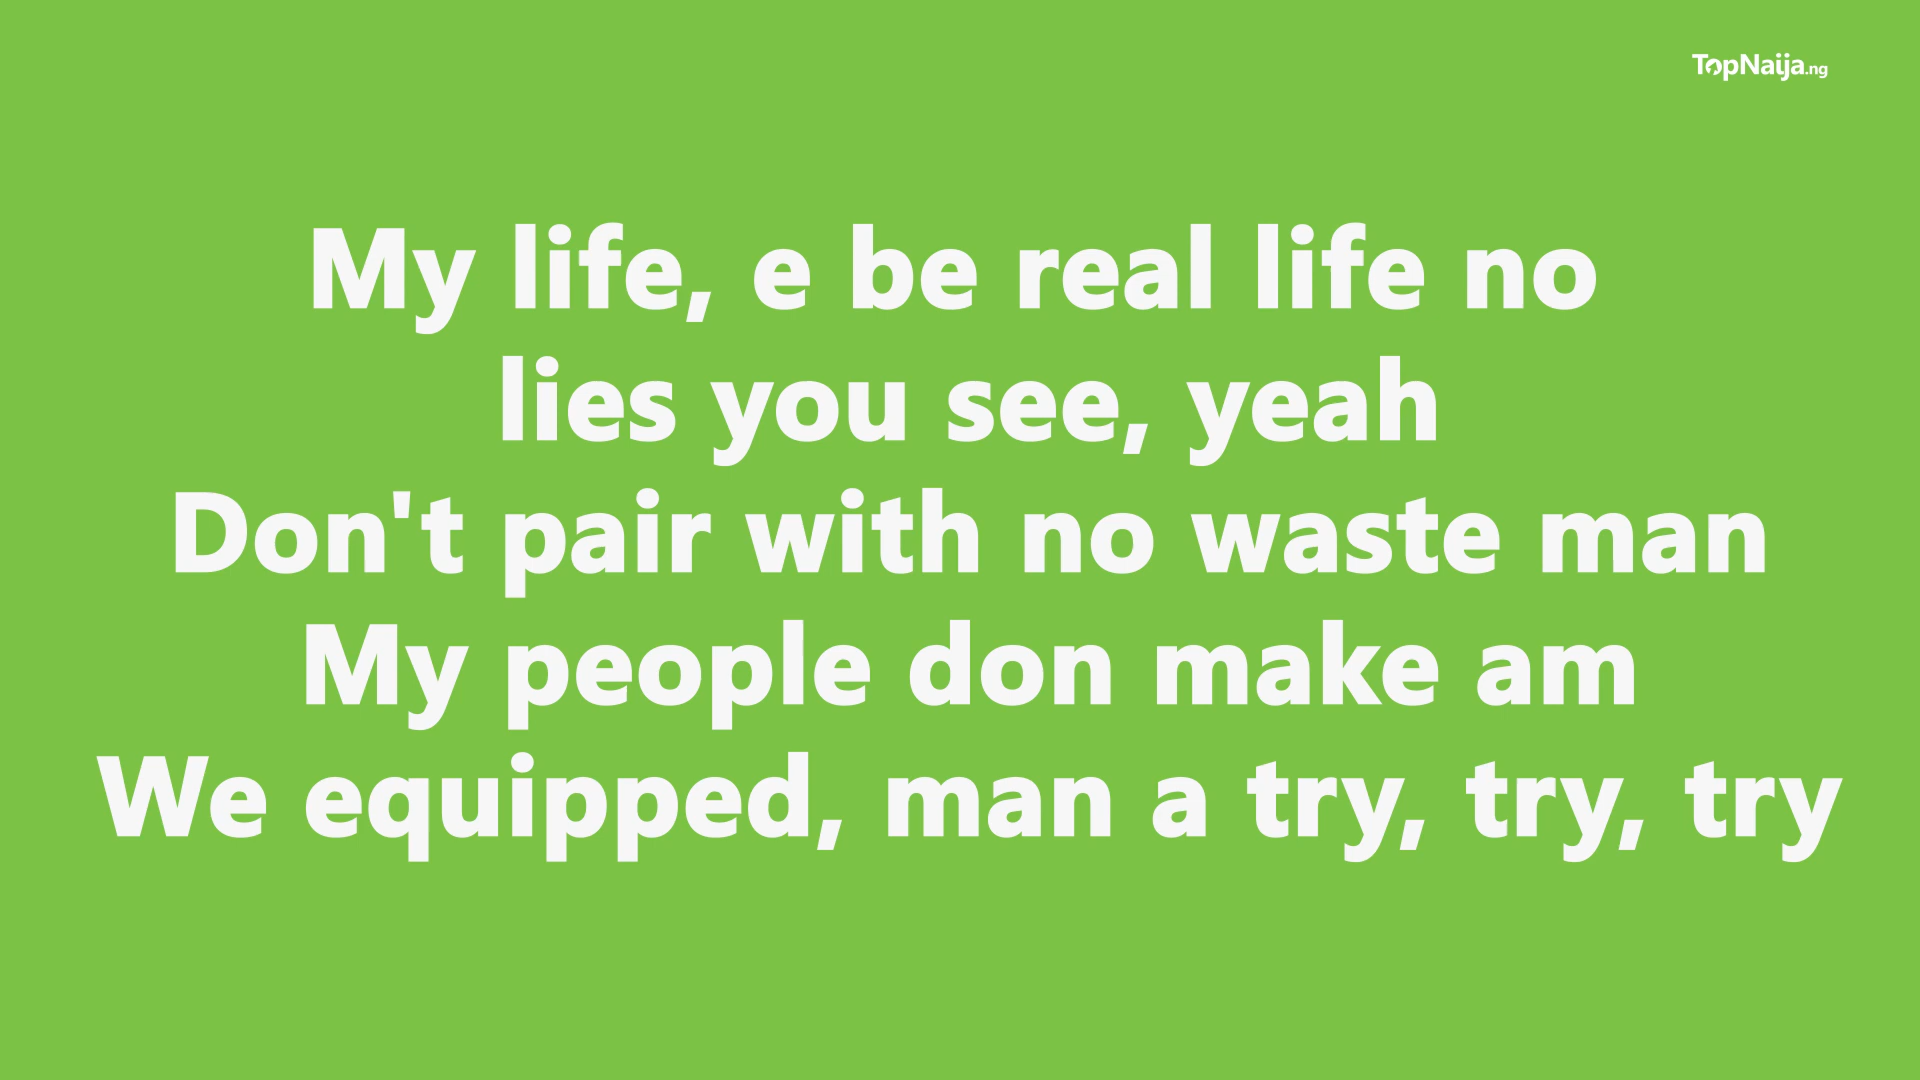 TopNaija.ng
My life, e be real life no
lies you see, yeah
Don't pair with no waste man
My people don make am
We equipped, man a try, try, try